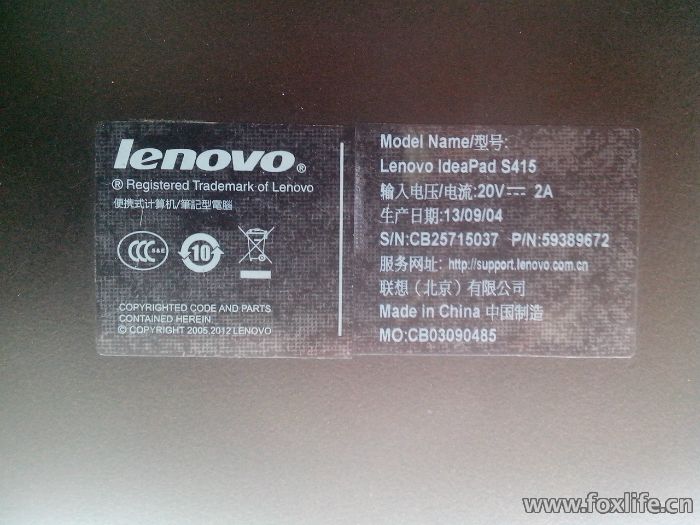 lenovo®
® Registered Trademark of Lenovo
便携式计算机/筆記型電腦
CCC S&E
10
COPYRIGHTED CODE AND PARTS
CONTAINED HEREIN.
© COPYRIGHT 2005 2012 LENOVO
Model Name/型号:
Lenovo IdeaPad S415
输入电压/电流:20V⎓ 2A
生产日期:13/09/04
S/N:CB25715037 P/N:59389672
服务网址: http://support.lenovo.com.cn
联想（北京）有限公司
Made in China 中国制造
MO:CB03090485
www.foxlife.cn